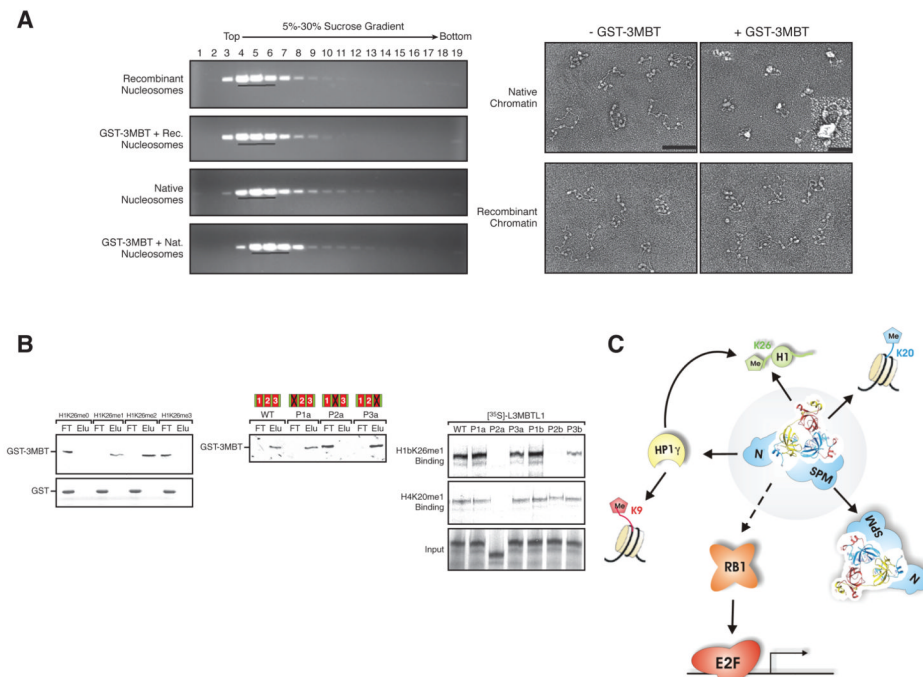 A
5%-30% Sucrose Gradient
Top
Bottom
1 2 3 4 5 6 7 8 9 10 11 12 13 14 15 16 17 18 19
Recombinant
Nucleosomes
GST-3MBT + Rec.
Nucleosomes
Native
Nucleosomes
GST-3MBT + Nat.
Nucleosomes
- GST-3MBT
+ GST-3MBT
Native
Chromatin
Recombinant
Chromatin
B
H1K26me0 H1K26me1 H1K26me2 H1K26me3
FT Elu FT Elu FT Elu FT Elu
GST-3MBT
GST
1 2 3 X 2 3 1 X 3 1 2 X
WT P1a P2a P3a
FT Elu FT Elu FT Elu FT Elu
GST-3MBT
[³⁵S]-L3MBTL1
WT P1a P2a P3a P1b P2b P3b
H1bK26me1
Binding
H4K20me1
Binding
Input
C
Me
K26
H1
Me
K20
HP1γ
N
SPM
Me
K9
SPM
N
RB1
E2F